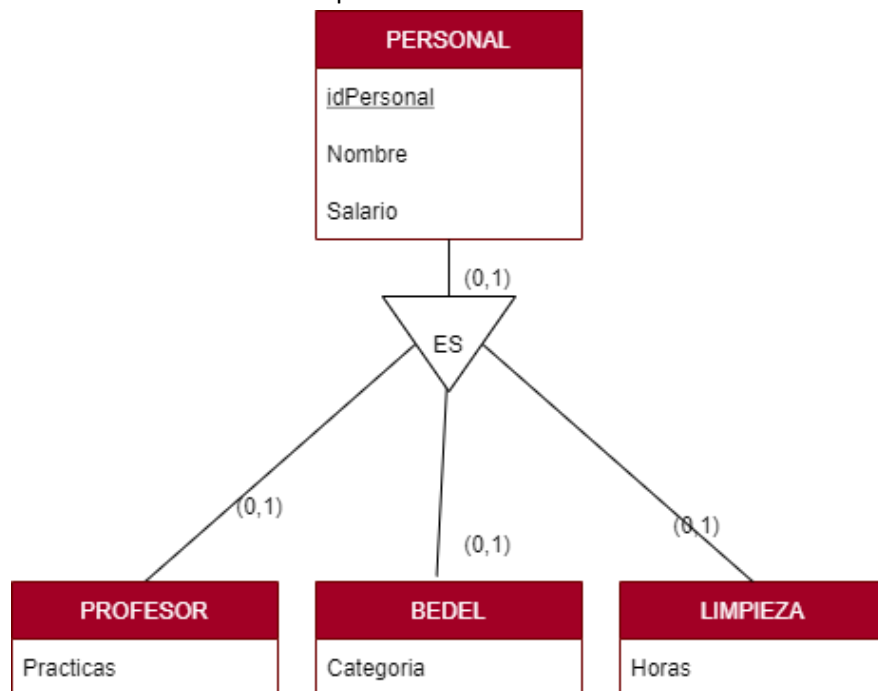 PERSONAL
idPersonal
Nombre
Salario
(0,1)
ES
(0,1)
(0,1)
(0,1)
PROFESOR
BEDEL
LIMPIEZA
Practicas
Categoria
Horas